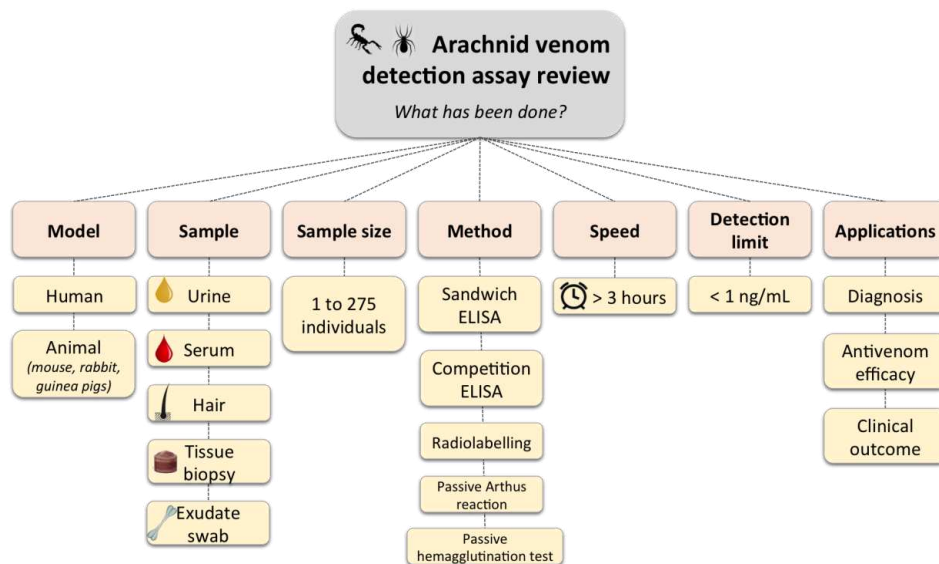 Arachnid venom
detection assay review
What has been done?
Model
Human
Animal
(mouse, rabbit,
guinea pigs)
Sample
Urine
Serum
Hair
Tissue
biopsy
Exudate
swab
Sample size
1 to 275
individuals
Method
Sandwich
ELISA
Competition
ELISA
Radiolabelling
Passive Arthus
reaction
Passive
hemagglutination test
Speed
> 3 hours
Detection
limit
< 1 ng/mL
Applications
Diagnosis
Antivenom
efficacy
Clinical
outcome